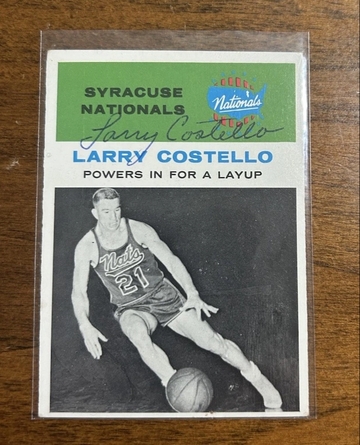 SYRACUSE
NATIONALS
Nationals
Larry Costello
LARRY COSTELLO
POWERS IN FOR A LAYUP
Nats
21